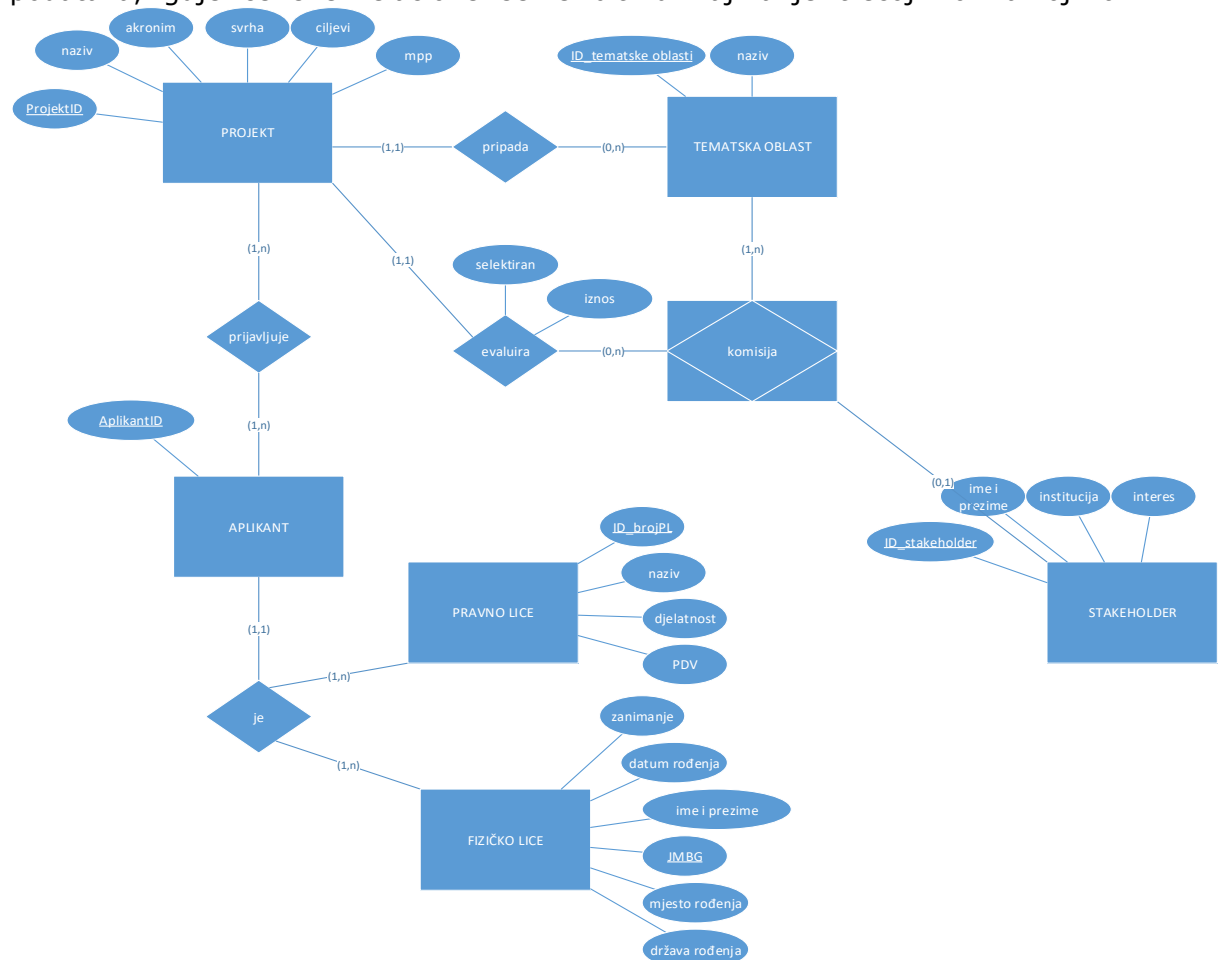 akronim
svrha
ciljevi
naziv
mpp
ID_tematske oblasti
naziv
ProjektID
PROJEKT
(1,1)
pripada
(0,n)
TEMATSKA OBLAST
(1,n)
(1,1)
(1,n)
selektiran
iznos
prijavljuje
evaluira
(0,n)
komisija
AplikantID
(1,n)
(0,1)
ime i
prezime
institucija
interes
APLIKANT
ID_brojPL
ID_stakeholder
naziv
PRAVNO LICE
djelatnost
STAKEHOLDER
(1,1)
PDV
(1,n)
je
zanimanje
(1,n)
datum rođenja
ime i prezime
FIZIČKO LICE
JMBG
mjesto rođenja
država rođenja